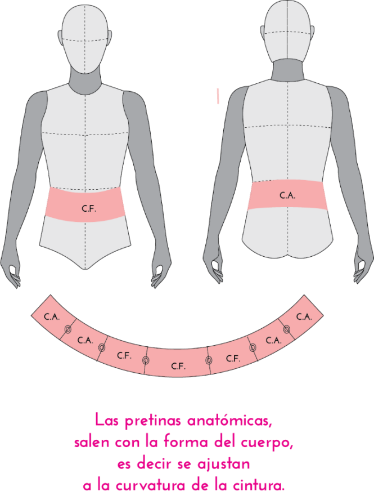 C.F.
C.A.
C.A.
C.A.
C.F.
C.F.
C.F.
C.A.
C.A.
Las pretinas anatómicas,
salen con la forma del cuerpo,
es decir se ajustan
a la curvatura de la cintura.